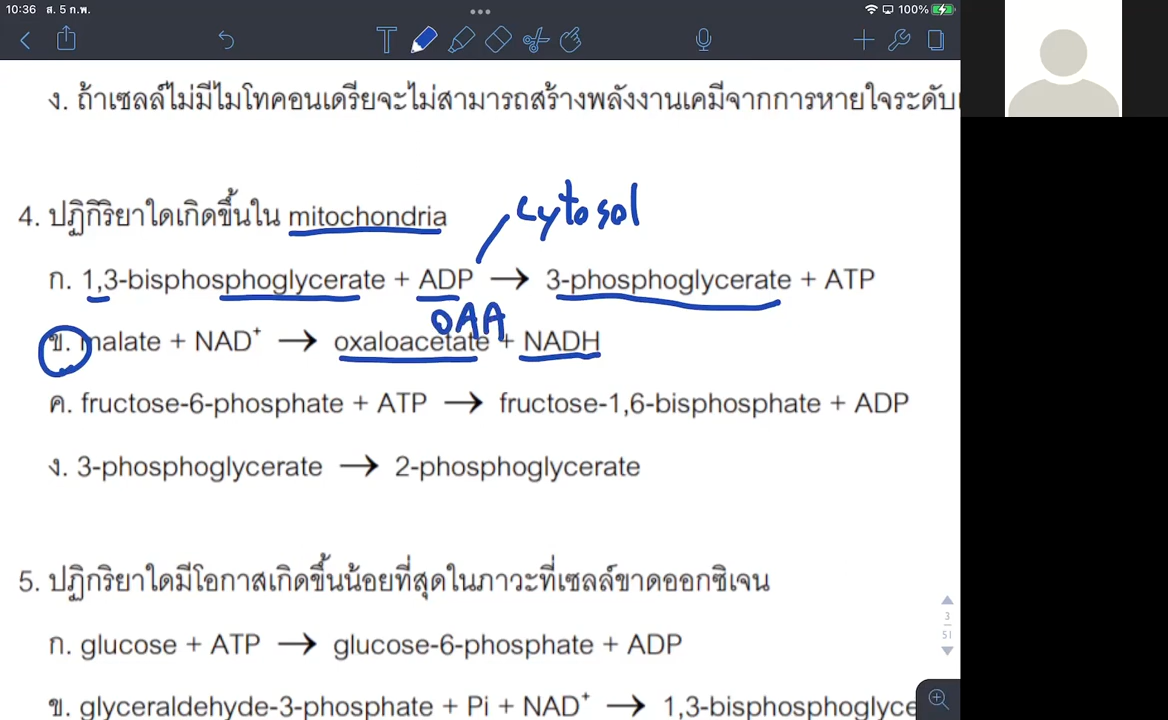 10:36 ส. 5 ก.พ. 100%
ง. ถ้าเซลล์ไม่มีไมโทคอนเดรียจะไม่สามารถสร้างพลังงานเคมีจากการหายใจระดับ
4. ปฏิกิริยาใดเกิดขึ้นใน mitochondria
cytosol
ก. 1,3-bisphosphoglycerate + ADP → 3-phosphoglycerate + ATP
OAA
ข. malate + NAD⁺ → oxaloacetate + NADH
ค. fructose-6-phosphate + ATP → fructose-1,6-bisphosphate + ADP
ง. 3-phosphoglycerate → 2-phosphoglycerate
5. ปฏิกริยาใดมีโอกาสเกิดขึ้นน้อยที่สุดในภาวะที่เซลล์ขาดออกซิเจน
3
51
ก. glucose + ATP → glucose-6-phosphate + ADP
ข. glyceraldehyde-3-phosphate + Pi + NAD⁺ → 1,3-bisphosphoglyce